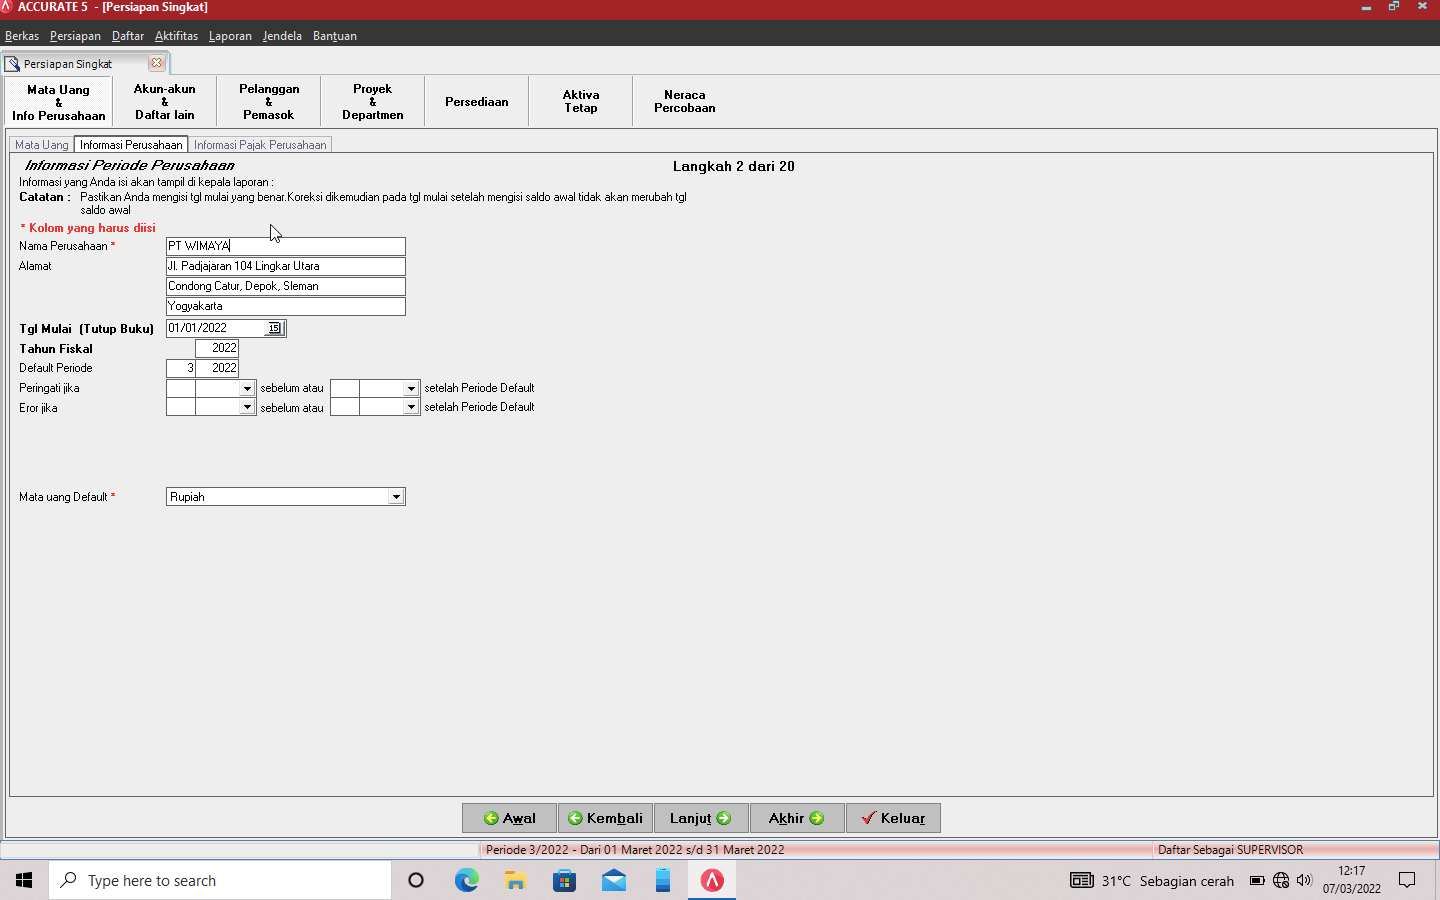 ACCURATE 5 - [Persiapan Singkat]
Berkas Persiapan Daftar Aktifitas Laporan Jendela Bantuan
Persiapan Singkat
Mata Uang & Info Perusahaan
Akun-akun & Daftar lain
Pelanggan & Pemasok
Proyek & Departmen
Persediaan
Aktiva Tetap
Neraca Percobaan
Mata Uang Informasi Perusahaan Informasi Pajak Perusahaan
Informasi Periode Perusahaan Langkah 2 dari 20
Informasi yang Anda isi akan tampil di kepala laporan :
Catatan : Pastikan Anda mengisi tgl mulai yang benar.Koreksi dikemudian pada tgl mulai setelah mengisi saldo awal tidak akan merubah tgl
saldo awal
* Kolom yang harus diisi
Nama Perusahaan * PT WIMAYA
Alamat Jl. Padjajaran 104 Lingkar Utara
Condong Catur, Depok, Sleman
Yogyakarta
Tgl Mulai (Tutup Buku) 01/01/2022 15
Tahun Fiskal 2022
Default Periode 3 2022
Peringati jika sebelum atau setelah Periode Default
Eror jika sebelum atau setelah Periode Default
Mata uang Default * Rupiah
Awal Kembali Lanjut Akhir Keluar
Periode 3/2022 - Dari 01 Maret 2022 s/d 31 Maret 2022 Daftar Sebagai SUPERVISOR
Type here to search 31°C Sebagian cerah 12:17
07/03/2022